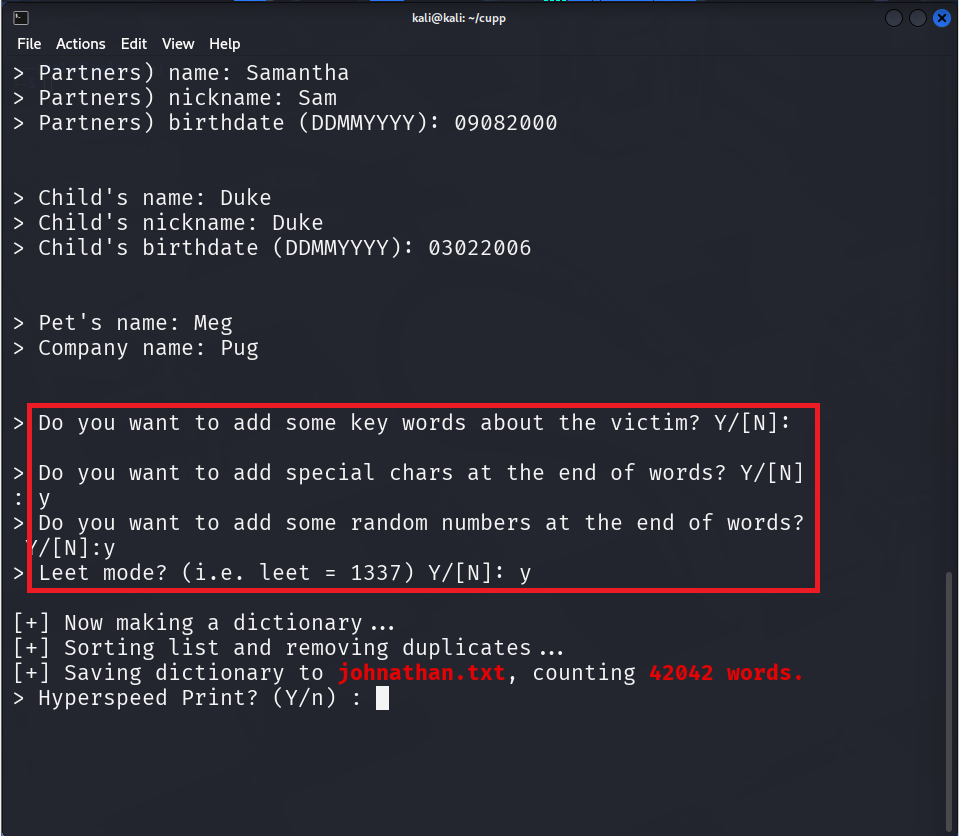 kali@kali: ~/cupp
File Actions Edit View Help
> Partners) name: Samantha
> Partners) nickname: Sam
> Partners) birthdate (DDMMYYYY): 09082000
> Child's name: Duke
> Child's nickname: Duke
> Child's birthdate (DDMMYYYY): 03022006
> Pet's name: Meg
> Company name: Pug
> Do you want to add some key words about the victim? Y/[N]:
> Do you want to add special chars at the end of words? Y/[N]
: y
> Do you want to add some random numbers at the end of words?
Y/[N]:y
> Leet mode? (i.e. leet = 1337) Y/[N]: y
[+] Now making a dictionary...
[+] Sorting list and removing duplicates...
[+] Saving dictionary to johnathan.txt, counting 42042 words.
> Hyperspeed Print? (Y/n) :